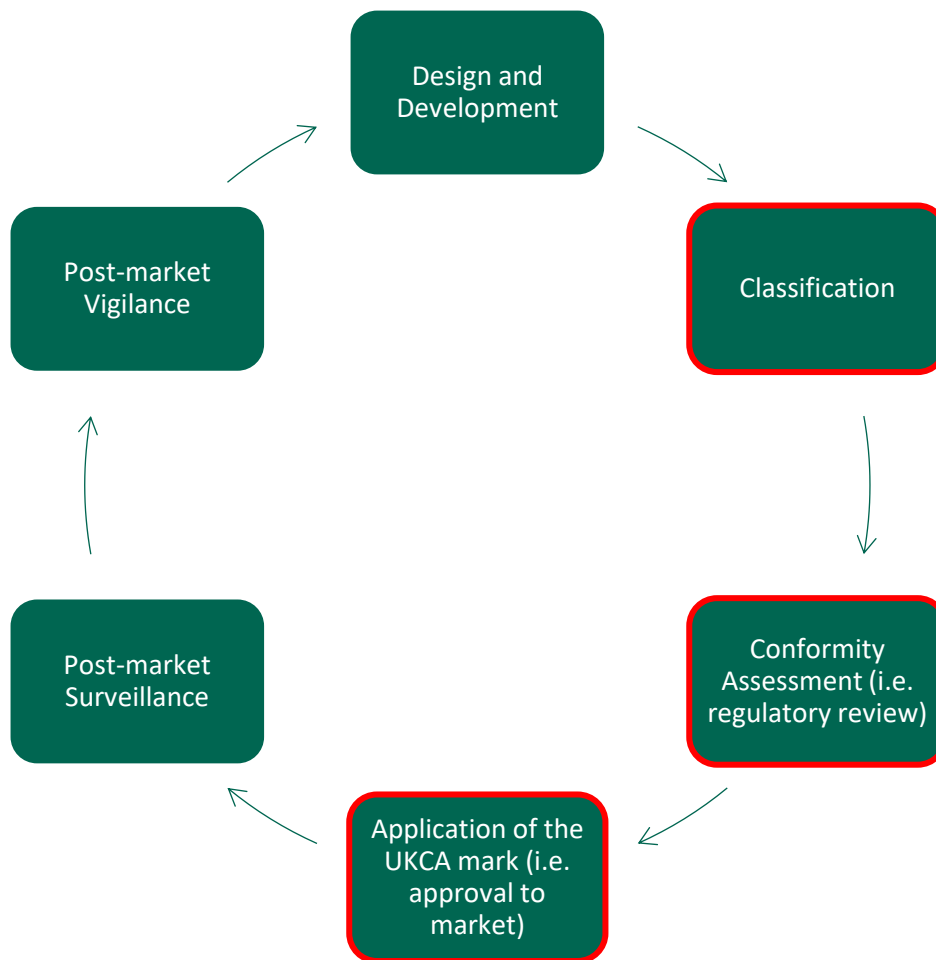 Design and
Development
Classification
Conformity
Assessment (i.e.
regulatory review)
Application of the
UKCA mark (i.e.
approval to
market)
Post-market
Surveillance
Post-market
Vigilance